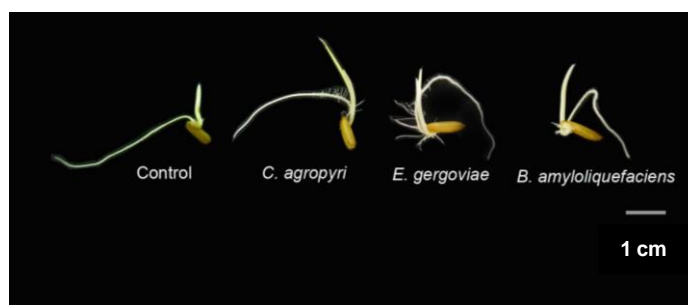 Control
C. agropyri
E. gergoviae
B. amyloliquefaciens
1 cm